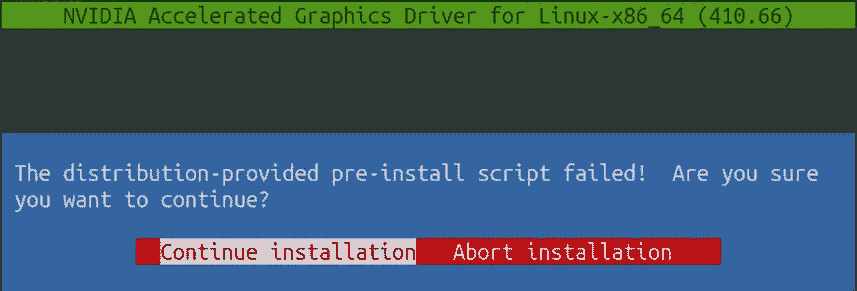 NVIDIA Accelerated Graphics Driver for Linux-x86_64 (410.66)
The distribution-provided pre-install script failed!  Are you sure
you want to continue?
Continue installation    Abort installation